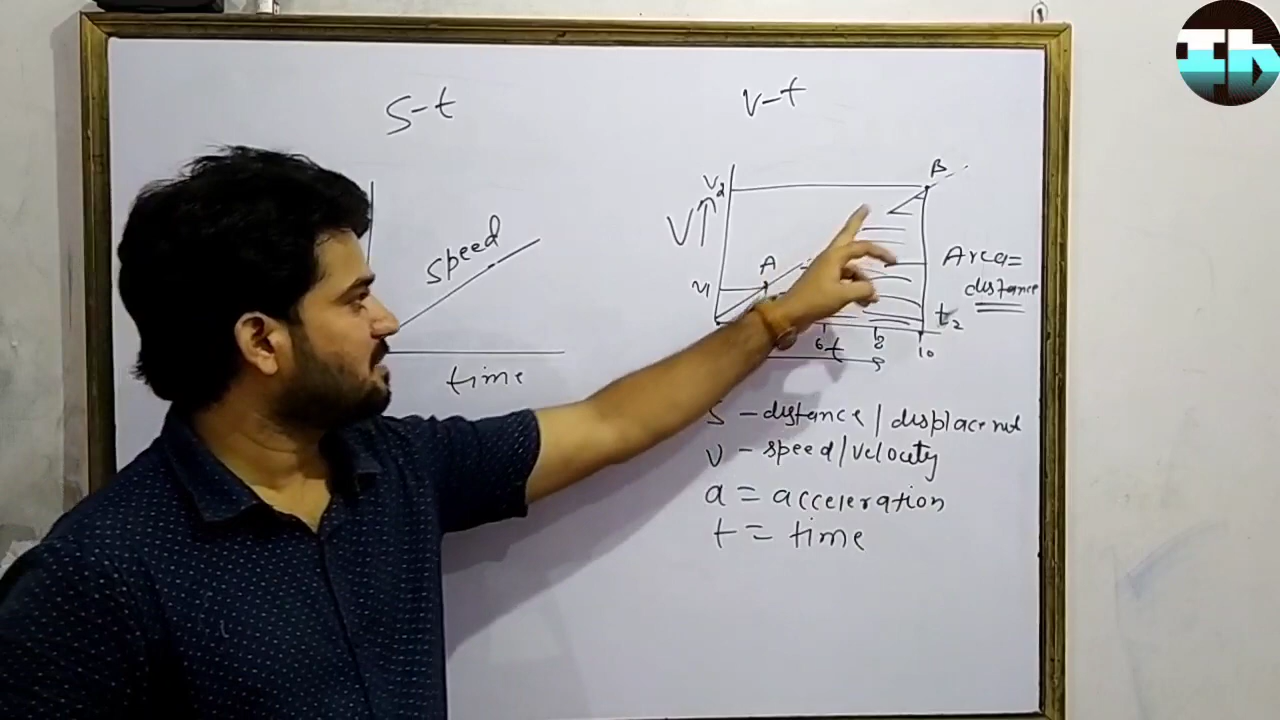 S-t
v-t
speed
time
V2
V
V1
A
B
Area=
distance
t2
6
8
10
t
S - distance / displacement
v - speed / velocity
a = acceleration
t = time